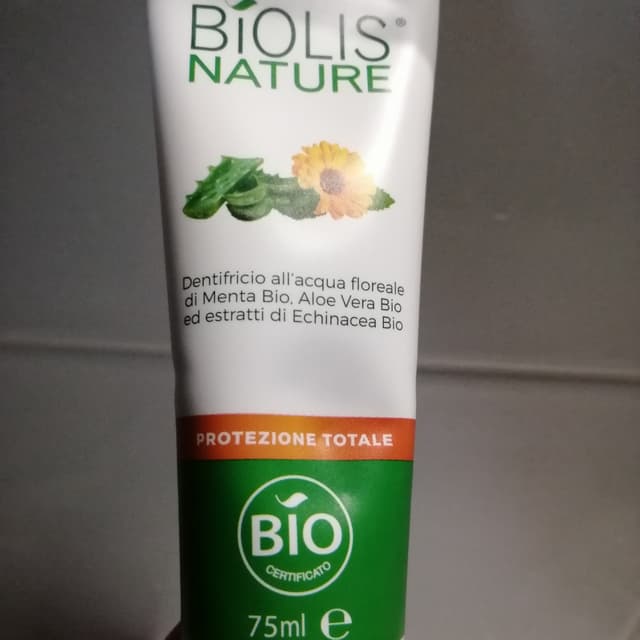 BIOLIS®
NATURE
Dentifricio all'acqua floreale
di Menta Bio, Aloe Vera Bio
ed estratti di Echinacea Bio
PROTEZIONE TOTALE
BIO
CERTIFICATO
75ml ℮